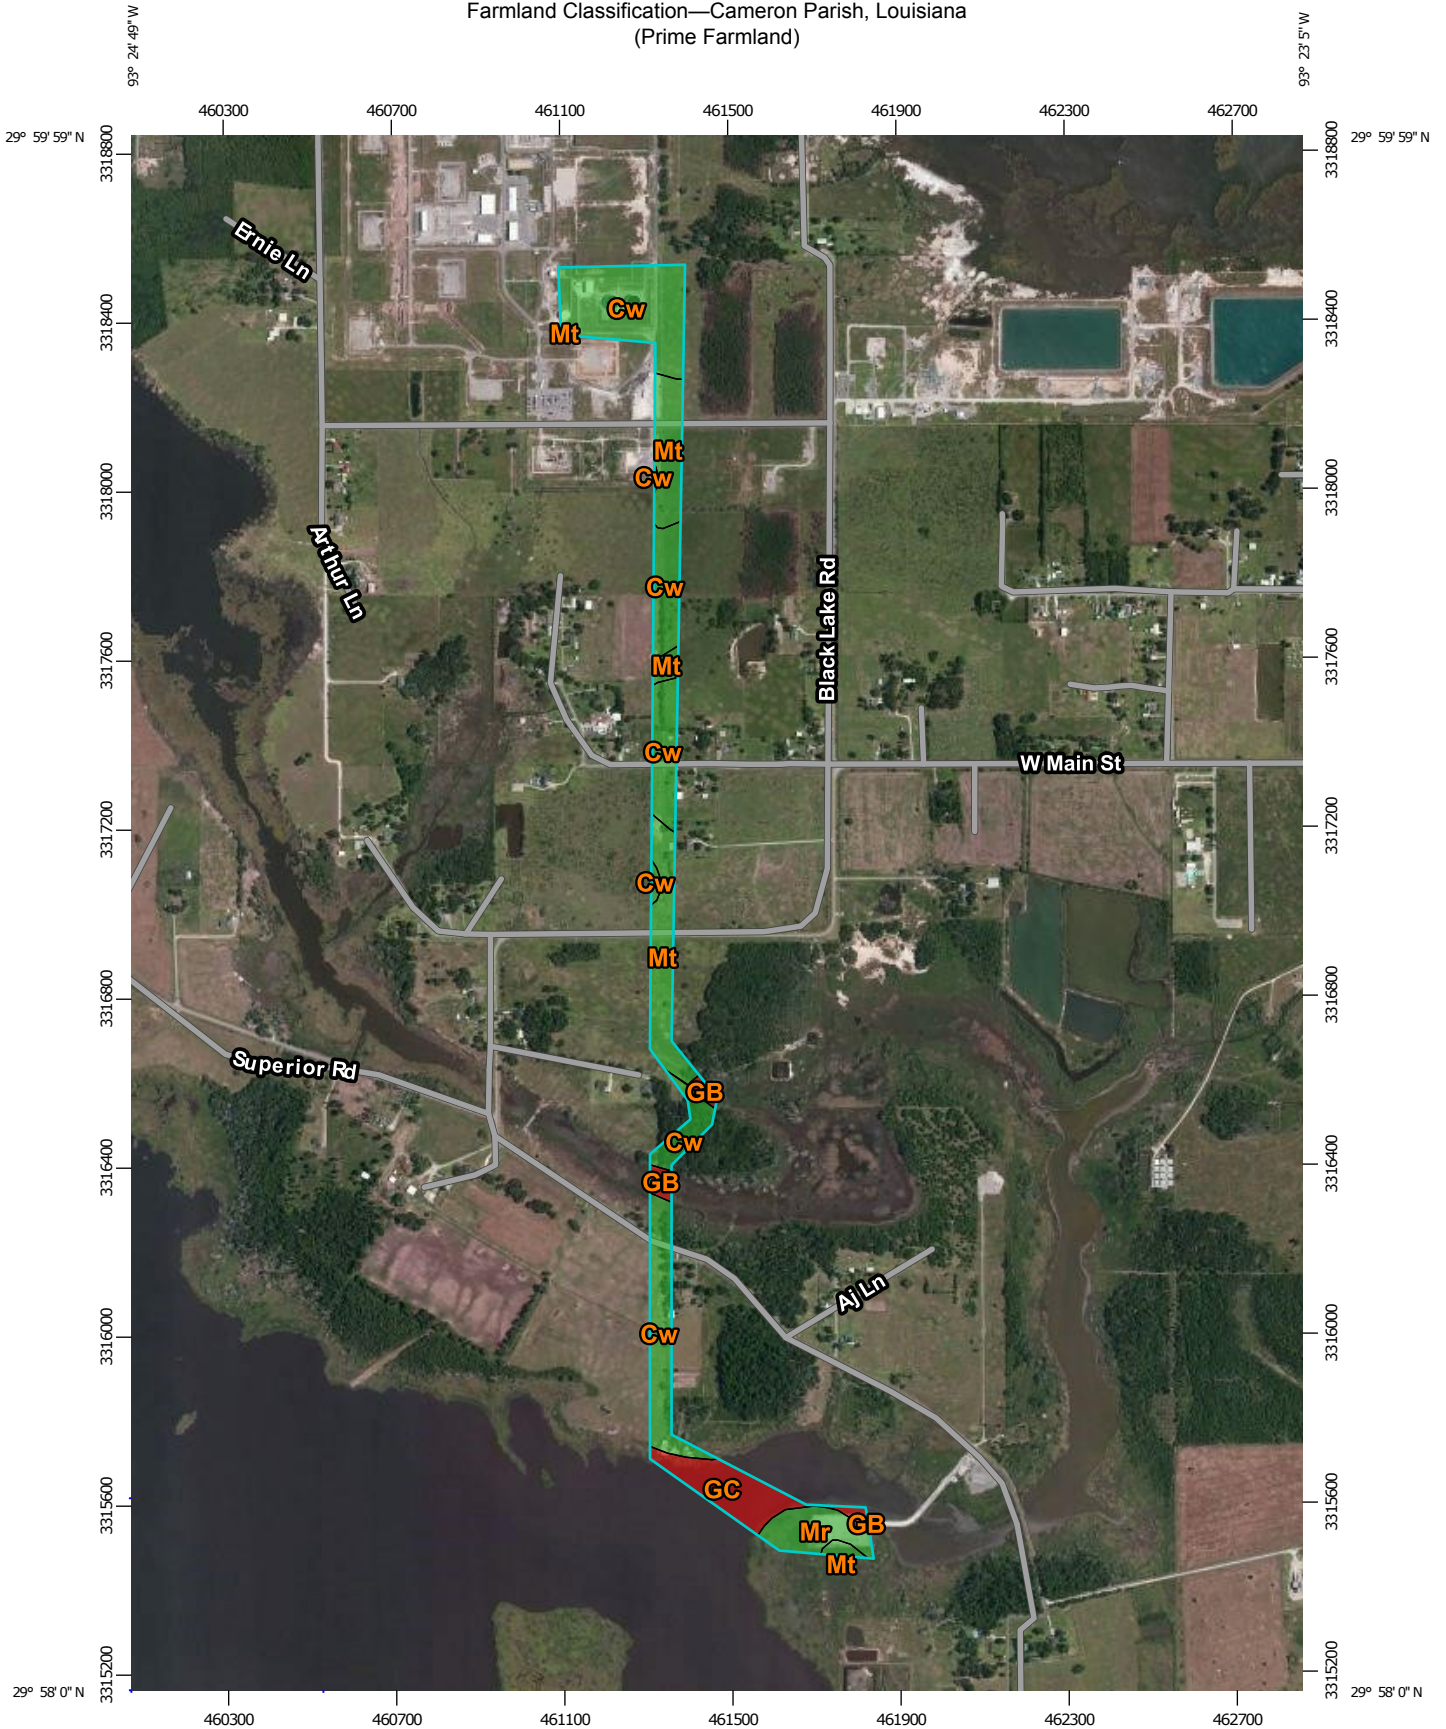 Farmland Classification—Cameron Parish, Louisiana
(Prime Farmland)
93° 24' 49'' W
93° 23' 5'' W
460300
460700
461100
461500
461900
462300
462700
29° 59' 59'' N
29° 59' 59'' N
3318800
3318800
Ernie Ln
Cw
3318400
3318400
Mt
Mt
Cw
3318000
3318000
Arthur Ln
Cw
Black Lake Rd
3317600
3317600
Mt
Cw
W Main St
3317200
3317200
Cw
Mt
3316800
3316800
Superior Rd
GB
Cw
3316400
3316400
GB
Aj Ln
3316000
3316000
Cw
GC
3315600
3315600
GB
Mr
Mt
3315200
3315200
29° 58' 0'' N
29° 58' 0'' N
460300
460700
461100
461500
461900
462300
462700